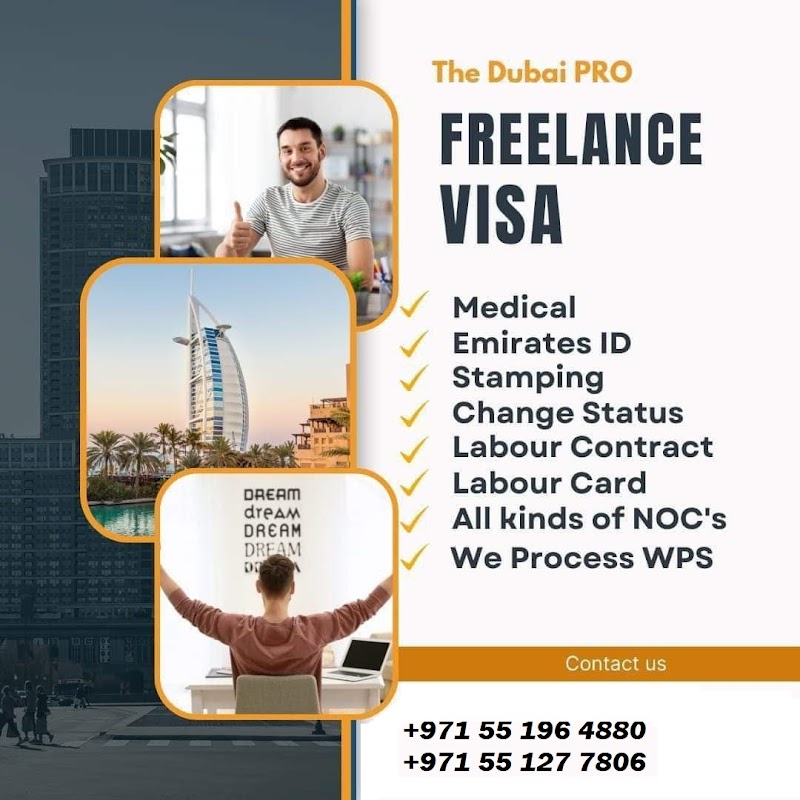 The Dubai PRO
FREELANCE
VISA
Medical
Emirates ID
Stamping
Change Status
Labour Contract
Labour Card
All kinds of NOC's
We Process WPS
DREAM
dreAM
DREAM
DREAM
Contact us
+971 55 196 4880
+971 55 127 7806